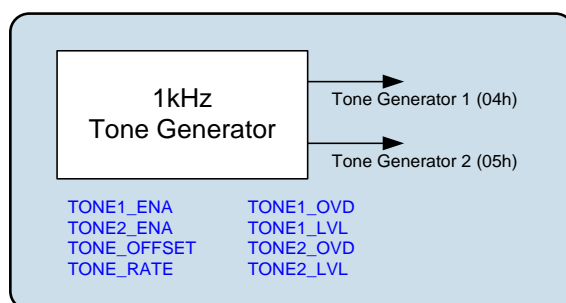 1kHz
Tone Generator
Tone Generator 1 (04h)
Tone Generator 2 (05h)
TONE1_ENA
TONE2_ENA
TONE_OFFSET
TONE_RATE
TONE1_OVD
TONE1_LVL
TONE2_OVD
TONE2_LVL